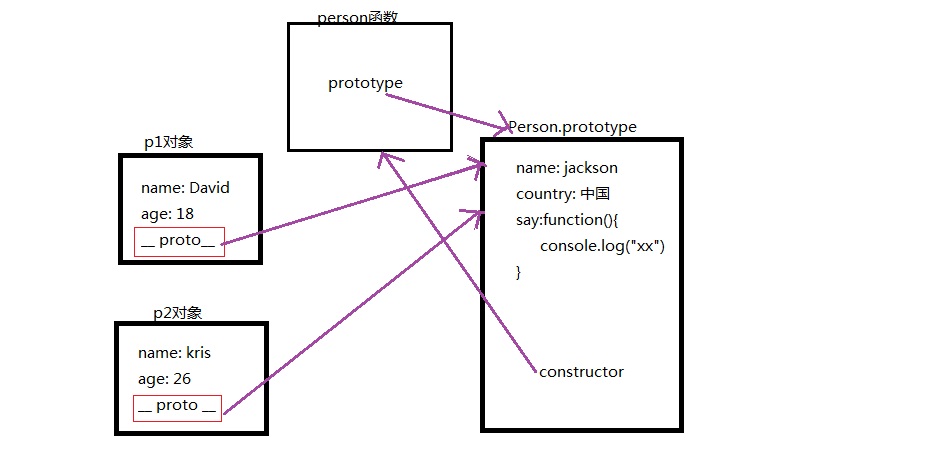 person函数
prototype
p1对象
name: David
age: 18
__ proto__
p2对象
name: kris
age: 26
__ proto __
Person.prototype
name: jackson
country: 中国
say:function(){
console.log("xx")
}
constructor